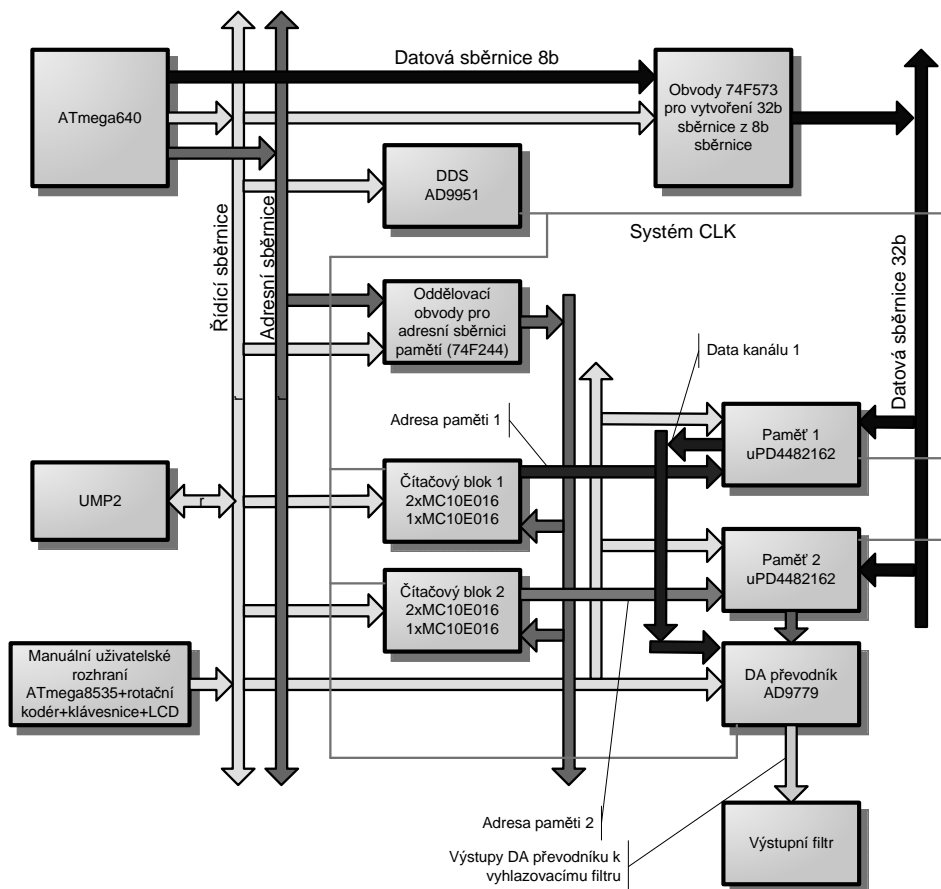 Datová sběrnice 8b
ATmega640
Obvody 74F573
pro vytvoření 32b
sběrnice z 8b
sběrnice
DDS
AD9951
Systém CLK
Řídící sběrnice
Adresní sběrnice
Datová sběrnice 32b
Oddělovací
obvody pro
adresní sběrnici
pamětí (74F244)
Data kanálu 1
r
r
Adresa paměti 1
Paměť 1
uPD4482162
UMP2
r
Čítačový blok 1
2xMC10E016
1xMC10E016
Paměť 2
uPD4482162
Čítačový blok 2
2xMC10E016
1xMC10E016
Manuální uživatelské
rozhraní
ATmega8535+rotační
kodér+klávesnice+LCD
DA převodník
AD9779
Adresa paměti 2
Výstupy DA převodníku k
vyhlazovacímu filtru
Výstupní filtr